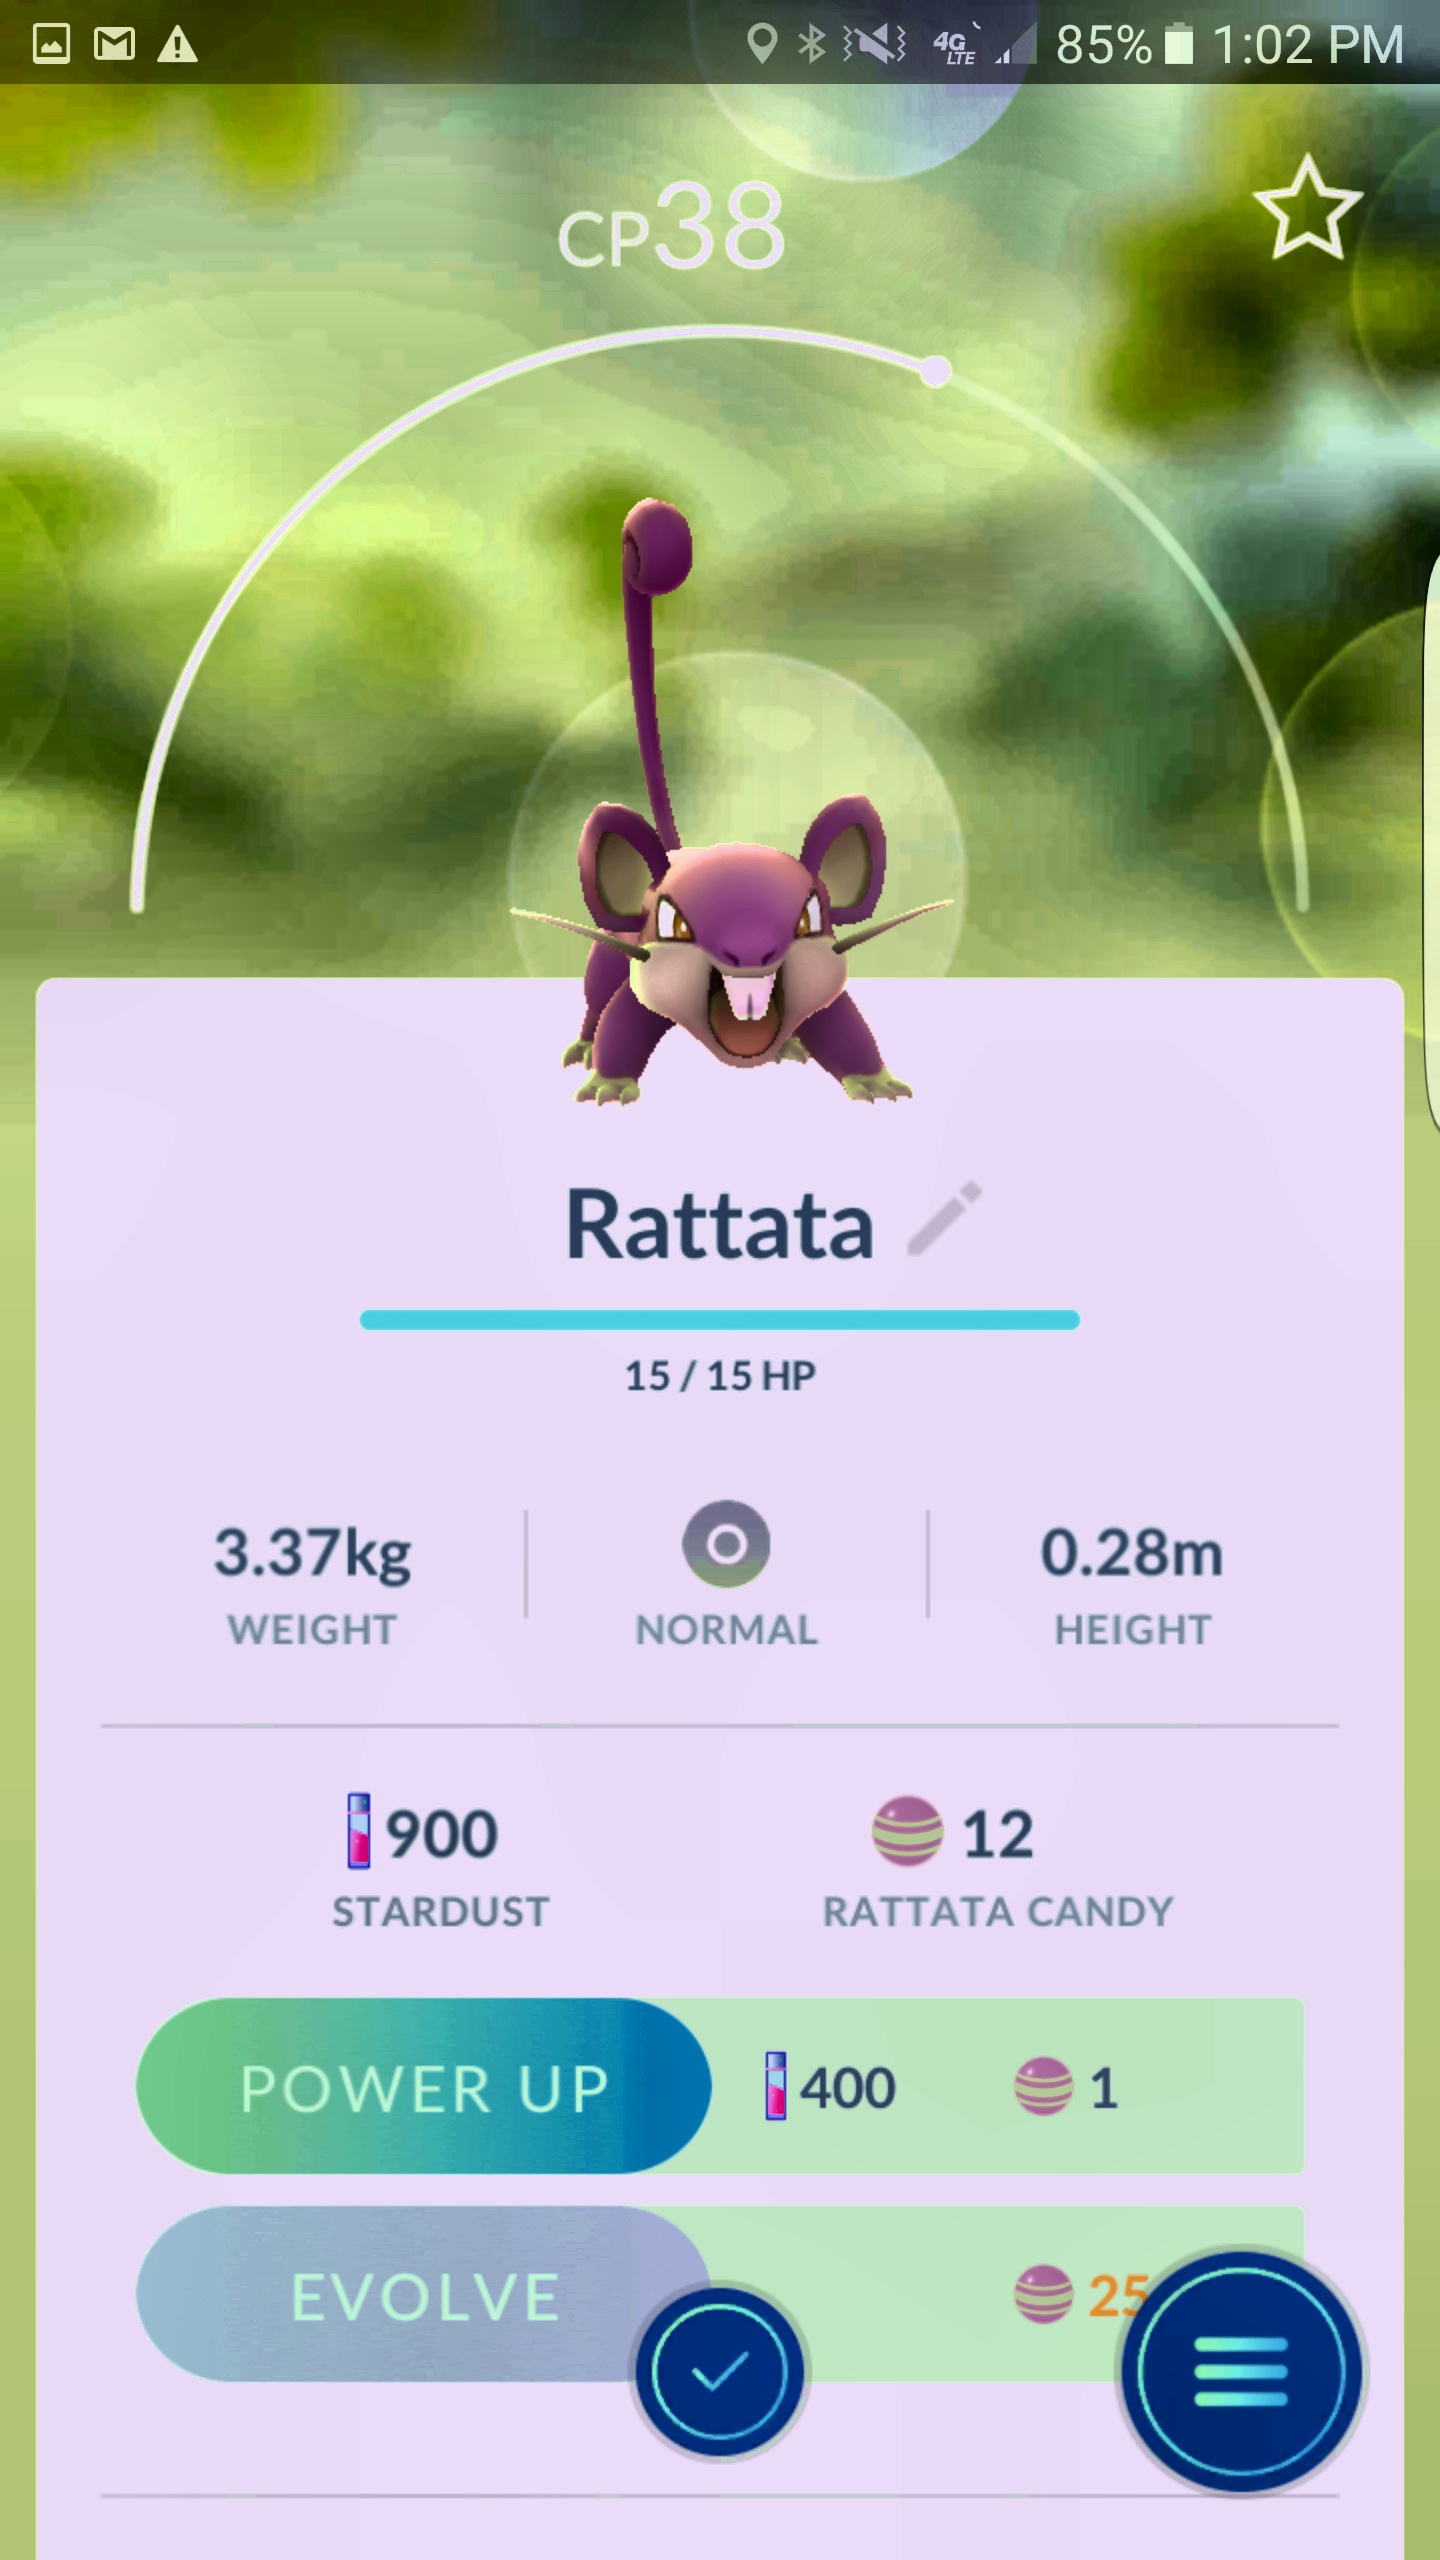 4G LTE 85% 1:02 PM
CP38
Rattata
15 / 15 HP
3.37kg
WEIGHT
NORMAL
0.28m
HEIGHT
900
STARDUST
12
RATTATA CANDY
POWER UP 400 1
EVOLVE 25